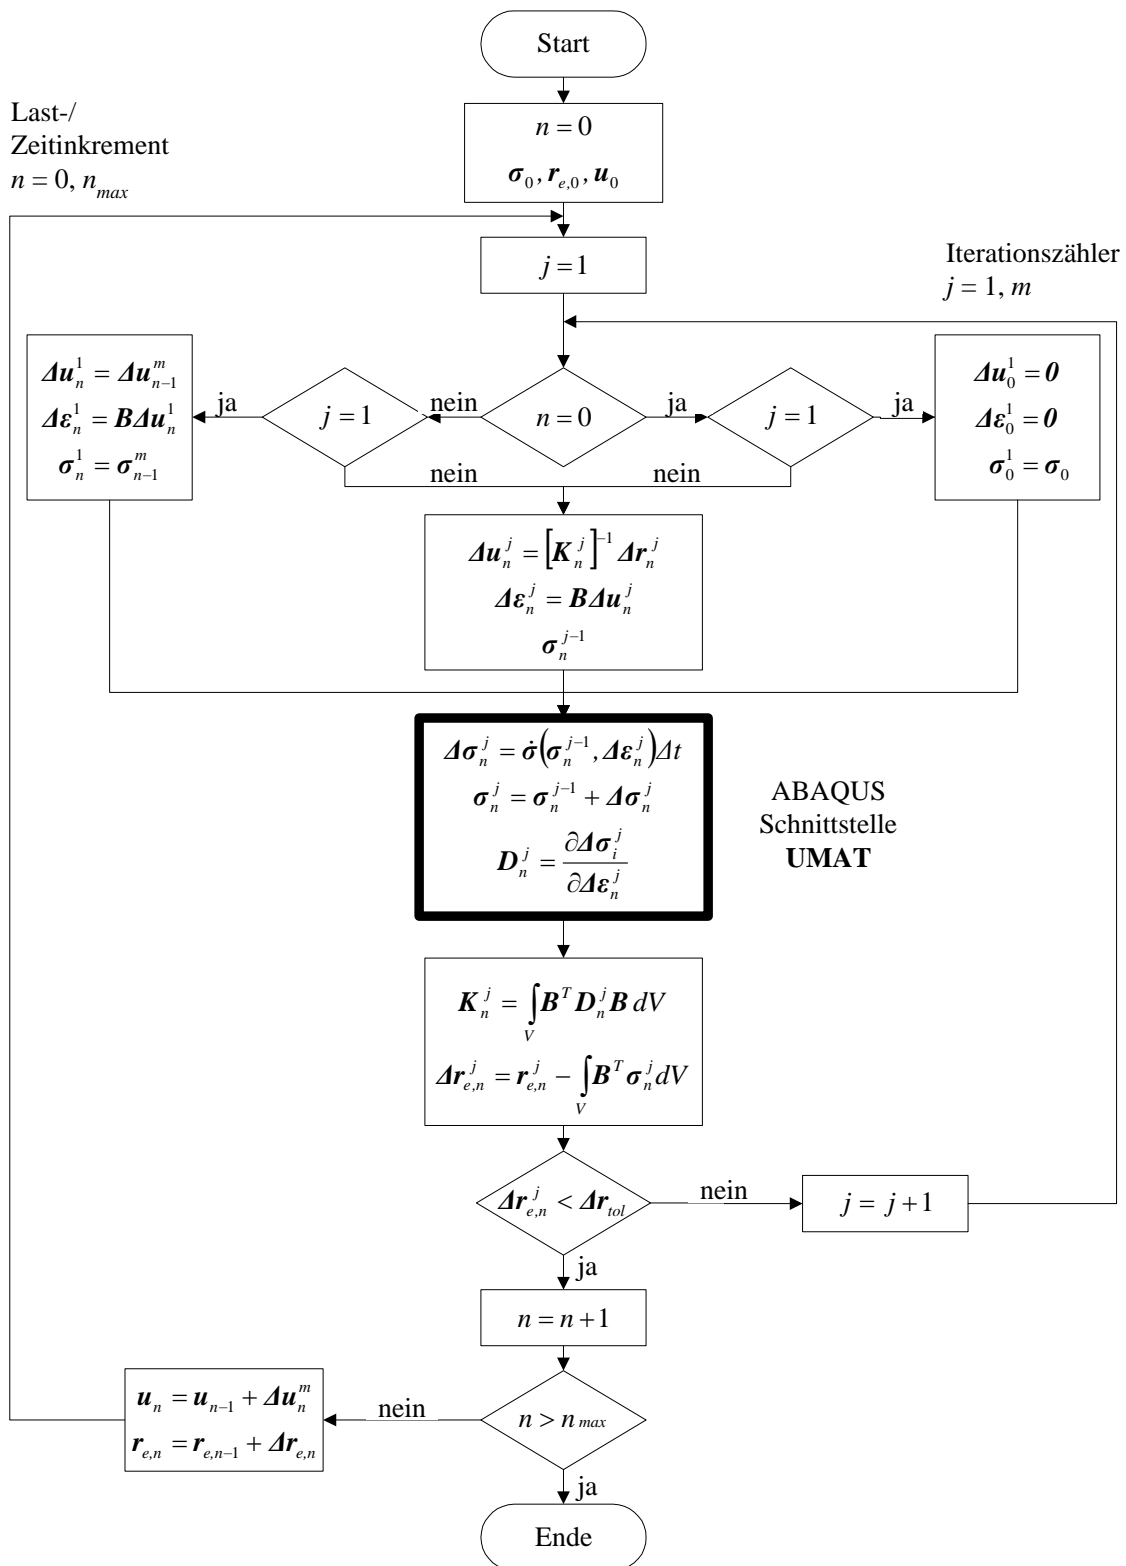 Start
Last-/
Zeitinkrement
n = 0, n_max
n = 0
σ_0, r_{e,0}, u_0
j = 1
Iterationszähler
j = 1, m
Δu_n^1 = Δu_{n-1}^m
Δε_n^1 = BΔu_n^1
σ_n^1 = σ_{n-1}^m
ja
j = 1
nein
n = 0
ja
j = 1
ja
Δu_0^1 = 0
Δε_0^1 = 0
σ_0^1 = σ_0
nein
nein
Δu_n^j = [K_n^j]^{-1} Δr_n^j
Δε_n^j = BΔu_n^j
σ_n^{j-1}
Δσ_n^j = σ̇(σ_n^{j-1}, Δε_n^j)Δt
σ_n^j = σ_n^{j-1} + Δσ_n^j
D_n^j = ∂Δσ_i^j / ∂Δε_n^j
ABAQUS
Schnittstelle
UMAT
K_n^j = ∫_V B^T D_n^j B dV
Δr_{e,n}^j = r_{e,n}^j − ∫_V B^T σ_n^j dV
Δr_{e,n}^j < Δr_tol
nein
j = j + 1
ja
n = n + 1
u_n = u_{n-1} + Δu_n^m
r_{e,n} = r_{e,n-1} + Δr_{e,n}
nein
n > n_max
ja
Ende